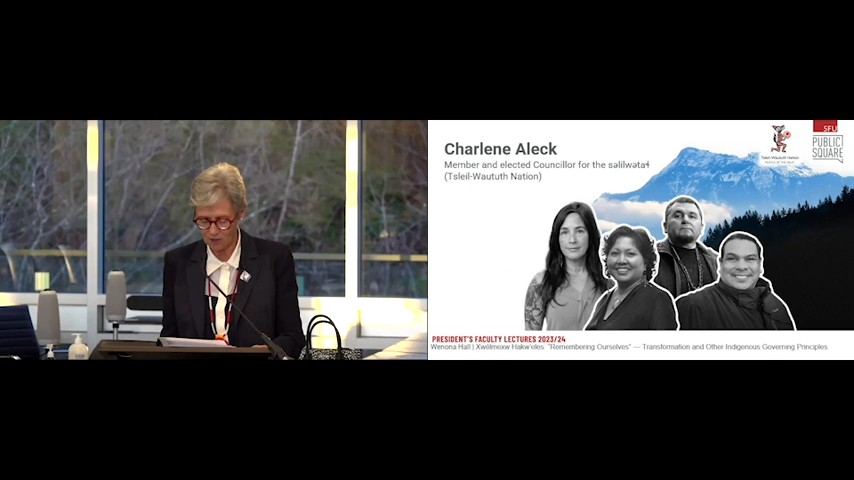 Charlene Aleck
Member and elected Councillor for the səlilwətaɬ
(Tsleil-Waututh Nation)
Tsleil-Waututh Nation
SFU
PUBLIC
SQUARE
PRESIDENT'S FACULTY LECTURES 2023/24
Wenona Hall | Xwélmexw Hakw'eles: "Remembering Ourselves" — Transformation and Other Indigenous Governing Principles